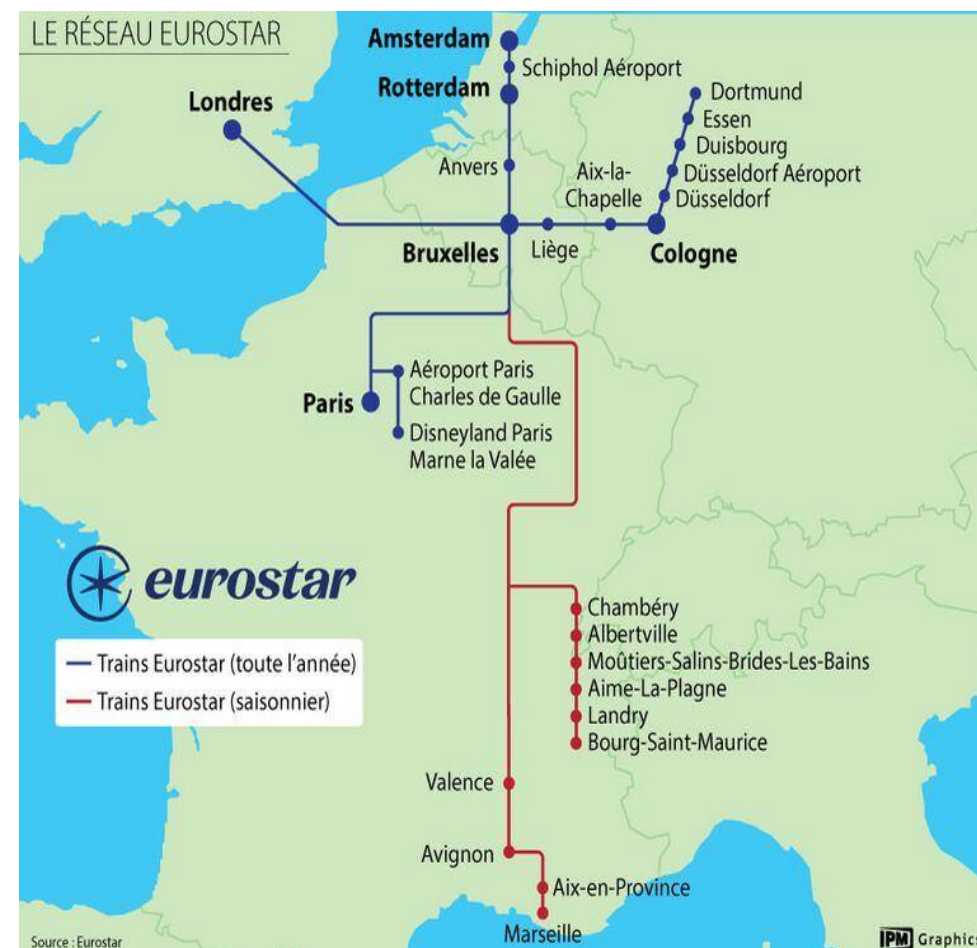 LE RÉSEAU EUROSTAR
Amsterdam
Schiphol Aéroport
Rotterdam
Londres
Dortmund
Essen
Duisbourg
Düsseldorf Aéroport
Düsseldorf
Anvers
Aix-la-
Chapelle
Bruxelles
Liège
Cologne
Aéroport Paris
Charles de Gaulle
Paris
Disneyland Paris
Marne la Valée
eurostar
Trains Eurostar (toute l'année)
Trains Eurostar (saisonnier)
Chambéry
Albertville
Moûtiers-Salins-Brides-Les-Bains
Aime-La-Plagne
Landry
Bourg-Saint-Maurice
Valence
Avignon
Aix-en-Province
Marseille
Source : Eurostar
IPM Graphics